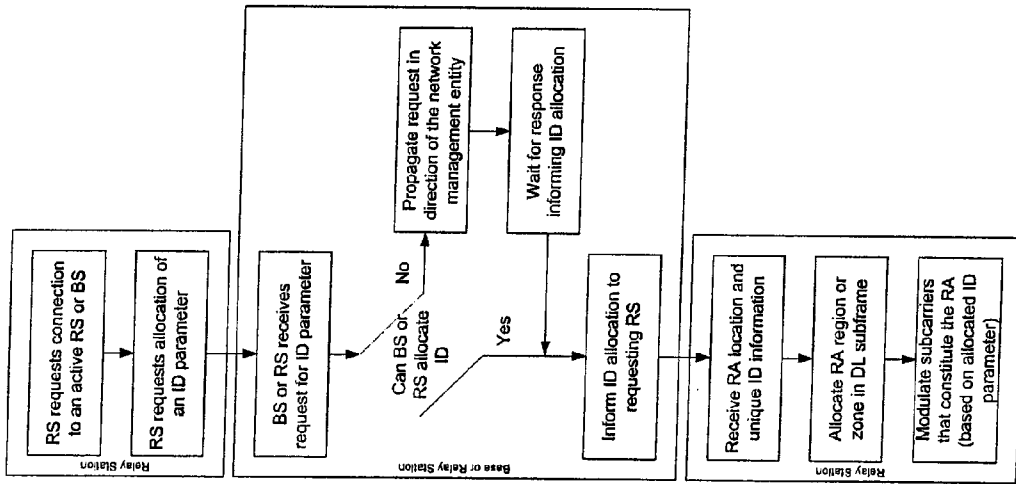 RS requests connection
to an active RS or BS
RS requests allocation of
an ID parameter
Relay Station
BS or RS receives
request for ID parameter
Can BS or
RS allocate
ID
No
Yes
Propagate request in
direction of the network
management entity
Wait for response
informing ID allocation
Inform ID allocation to
requesting RS
Base or Relay Station
Receive RA location and
unique ID information
Allocate RA region or
zone in DL subframe
Modulate subcarriers
that constitute the RA
(based on allocated ID
parameter)
Relay Station